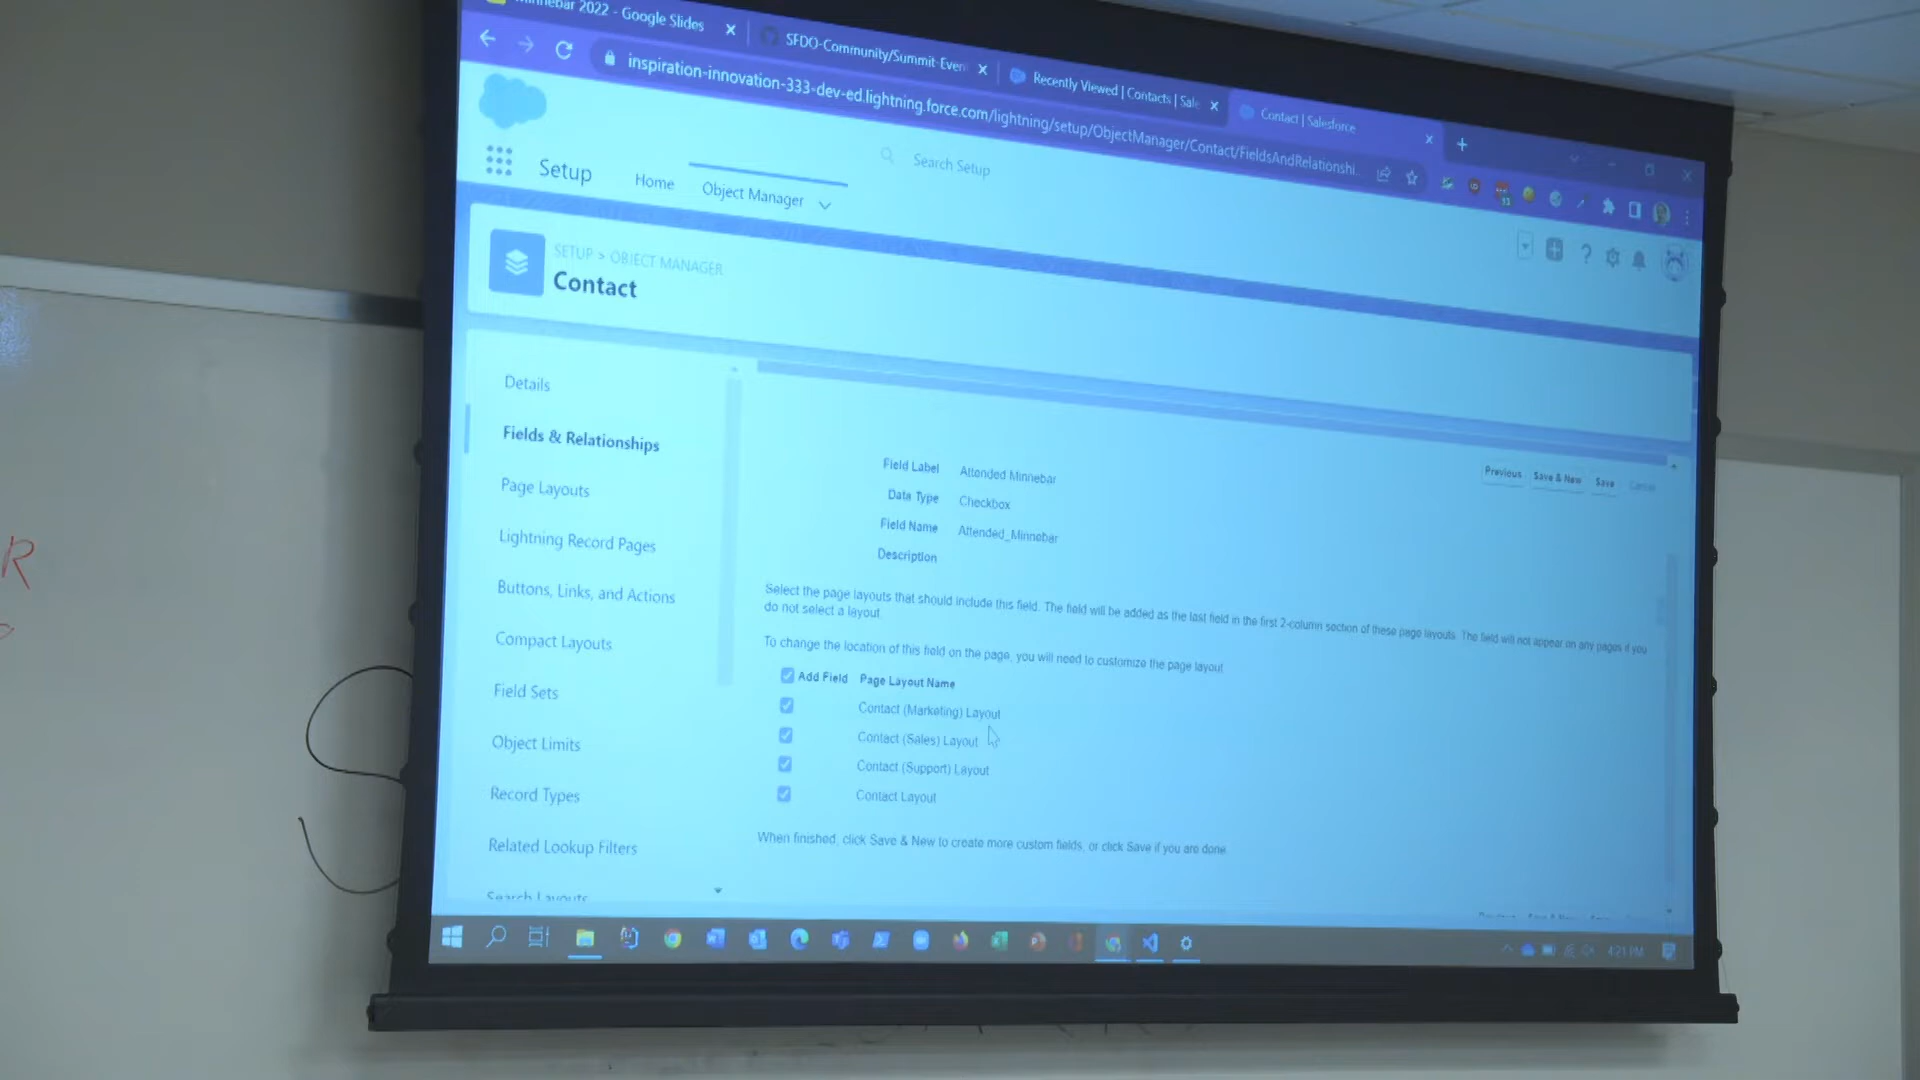 Minnebar 2022 - Google Slides
SFDO-Community/Summit-Even
Recently Viewed | Contacts | Sale
Contact | Salesforce
inspiration-innovation-333-dev-ed.lightning.force.com/lightning/setup/ObjectManager/Contact/FieldsAndRelationshi...
Search Setup
Setup
Home
Object Manager
SETUP > OBJECT MANAGER
Contact
Details
Fields & Relationships
Page Layouts
Lightning Record Pages
Buttons, Links, and Actions
Compact Layouts
Field Sets
Object Limits
Record Types
Related Lookup Filters
Search Layouts
Previous
Save & New
Save
Cancel
Field Label Attended Minnebar
Data Type Checkbox
Field Name Attended_Minnebar
Description
Select the page layouts that should include this field. The field will be added as the last field in the first 2-column section of these page layouts. The field will not appear on any pages if you
do not select a layout.
To change the location of this field on the page, you will need to customize the page layout.
Add Field Page Layout Name
Contact (Marketing) Layout
Contact (Sales) Layout
Contact (Support) Layout
Contact Layout
When finished, click Save & New to create more custom fields, or click Save if you are done.
4:21 PM
R